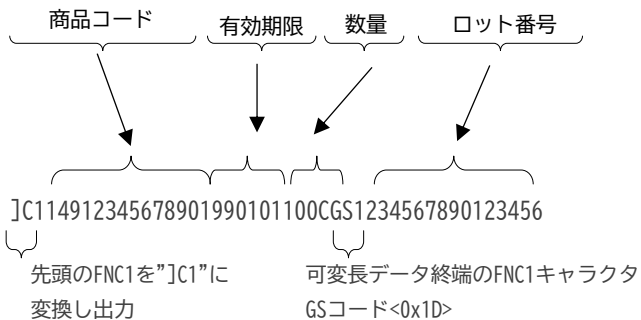 商品コード 有効期限 数量 ロット番号
]C1149123456789019901011００CGS1234567890123456
先頭のFNC1を”]C1”に 可変長データ終端のFNC1キャラクタ
変換し出力 GSコード<0x1D>